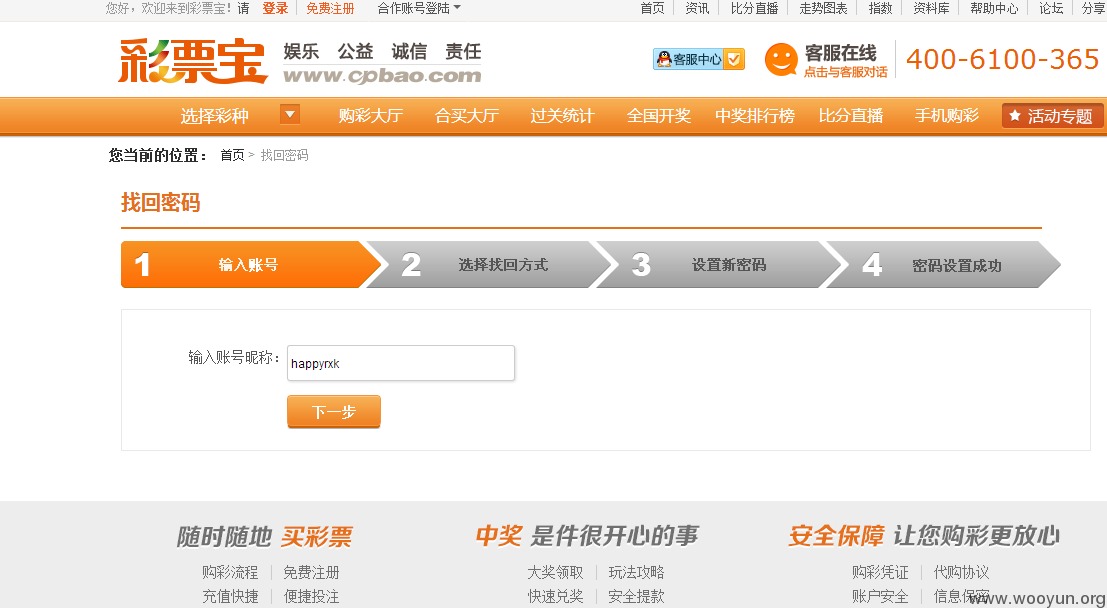 您好，欢迎来到彩票宝！请 登录 免费注册 合作账号登陆 首页 资讯 比分直播 走势图表 指数 资料库 帮助中心 论坛 分享
彩票宝 娱乐 公益 诚信 责任
www.cpbao.com
客服中心 客服在线 点击与客服对话 400-6100-365
选择彩种 购彩大厅 合买大厅 过关统计 全国开奖 中奖排行榜 比分直播 手机购彩 活动专题
您当前的位置： 首页 > 找回密码
找回密码
1 输入账号 2 选择找回方式 3 设置新密码 4 密码设置成功
输入账号昵称： happyrxk
下一步
随时随地 买彩票 中奖 是件很开心的事 安全保障 让您购彩更放心
购彩流程 免费注册 大奖领取 玩法攻略 购彩凭证 代购协议
充值快捷 便捷投注 快速兑奖 安全提款 账户安全 信息保密
www.wooyun.org